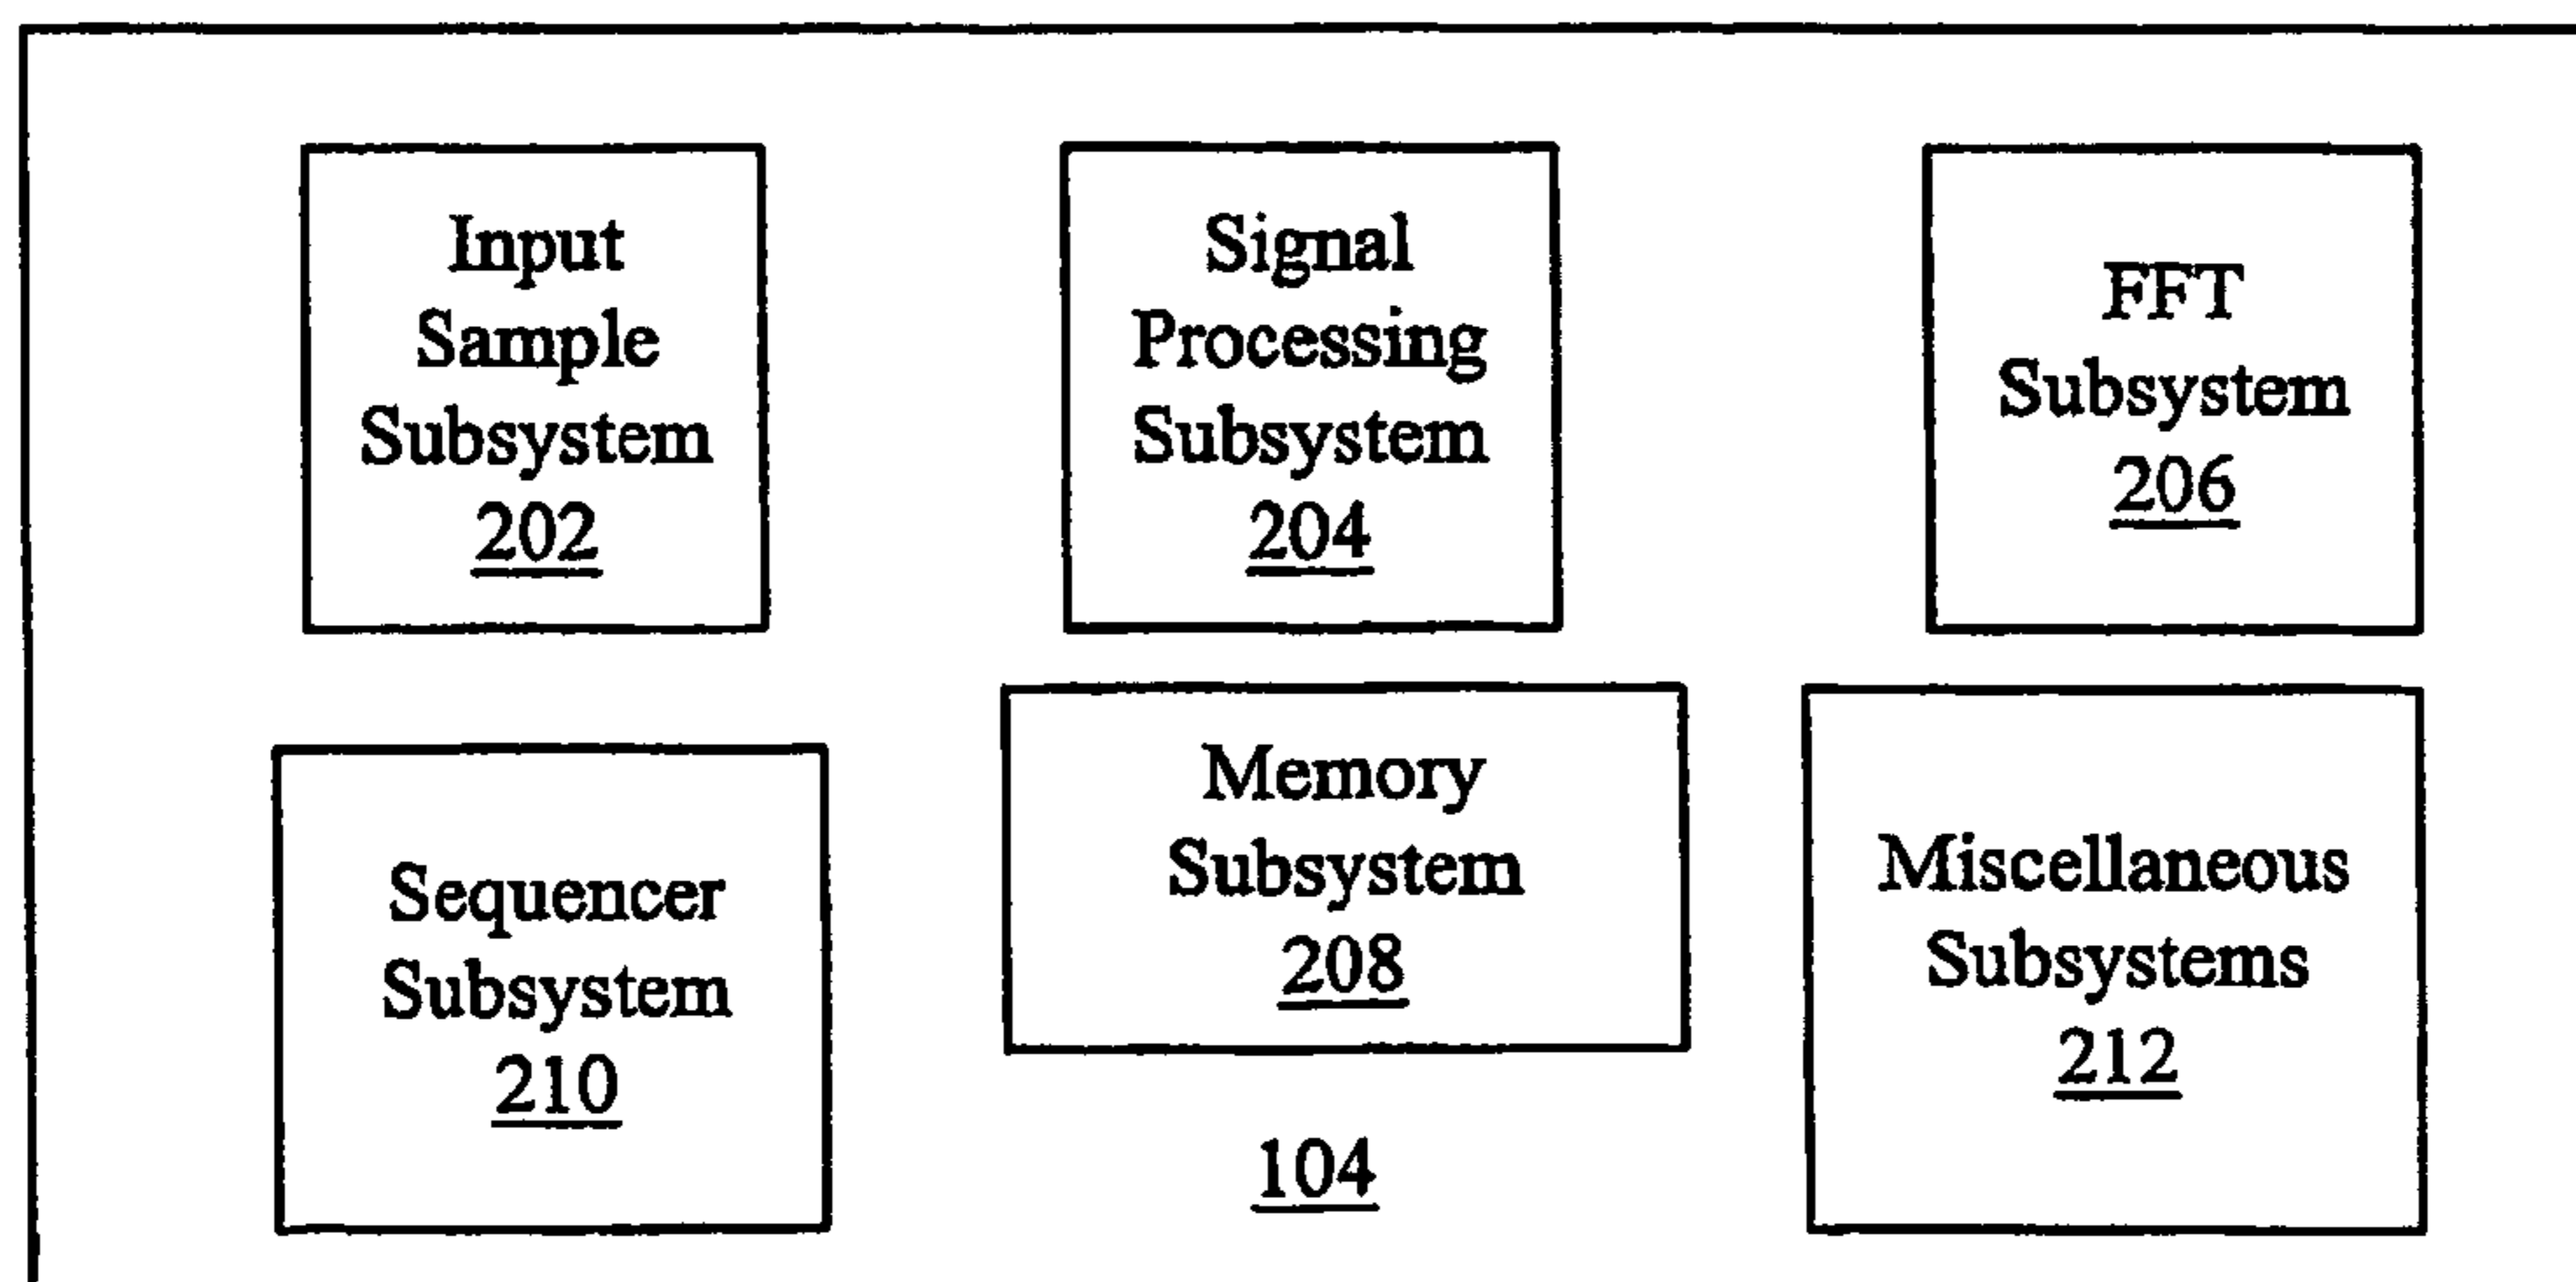 Input
Sample
Subsystem
202
Signal
Processing
Subsystem
204
FFT
Subsystem
206
Sequencer
Subsystem
210
Memory
Subsystem
208
Miscellaneous
Subsystems
212
104